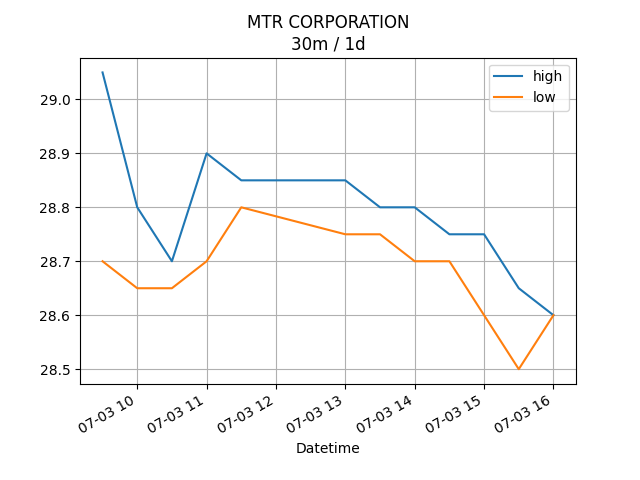 MTR CORPORATION
30m / 1d
high
low
29.0
28.9
28.8
28.7
28.6
28.5
07-03 10
07-03 11
07-03 12
07-03 13
07-03 14
07-03 15
07-03 16
Datetime